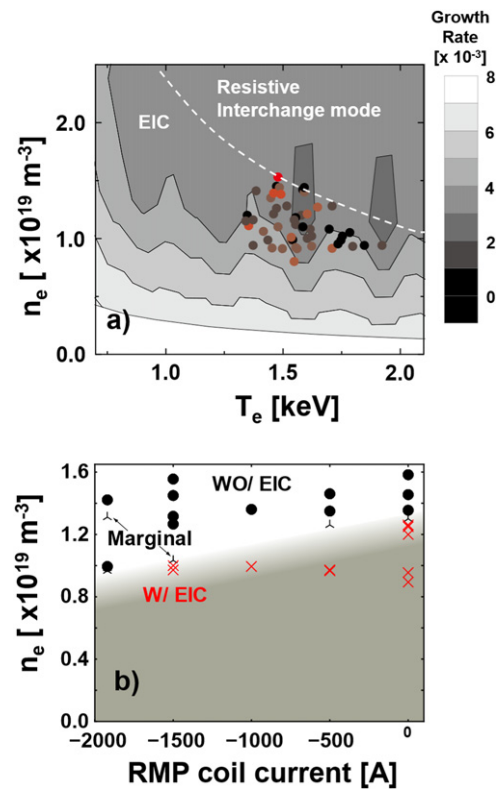 Growth
Rate
[x 10⁻³]
8
6
4
2
0
Resistive
Interchange mode
EIC
2.0
1.0
0.0
nₑ [ x10¹⁹ m⁻³]
a)
1.0
1.5
2.0
Tₑ [keV]
1.6
1.2
0.8
0.4
0.0
nₑ [ x10¹⁹ m⁻³]
WO/ EIC
Marginal
W/ EIC
b)
−2000
−1500
−1000
−500
0
RMP coil current [A]